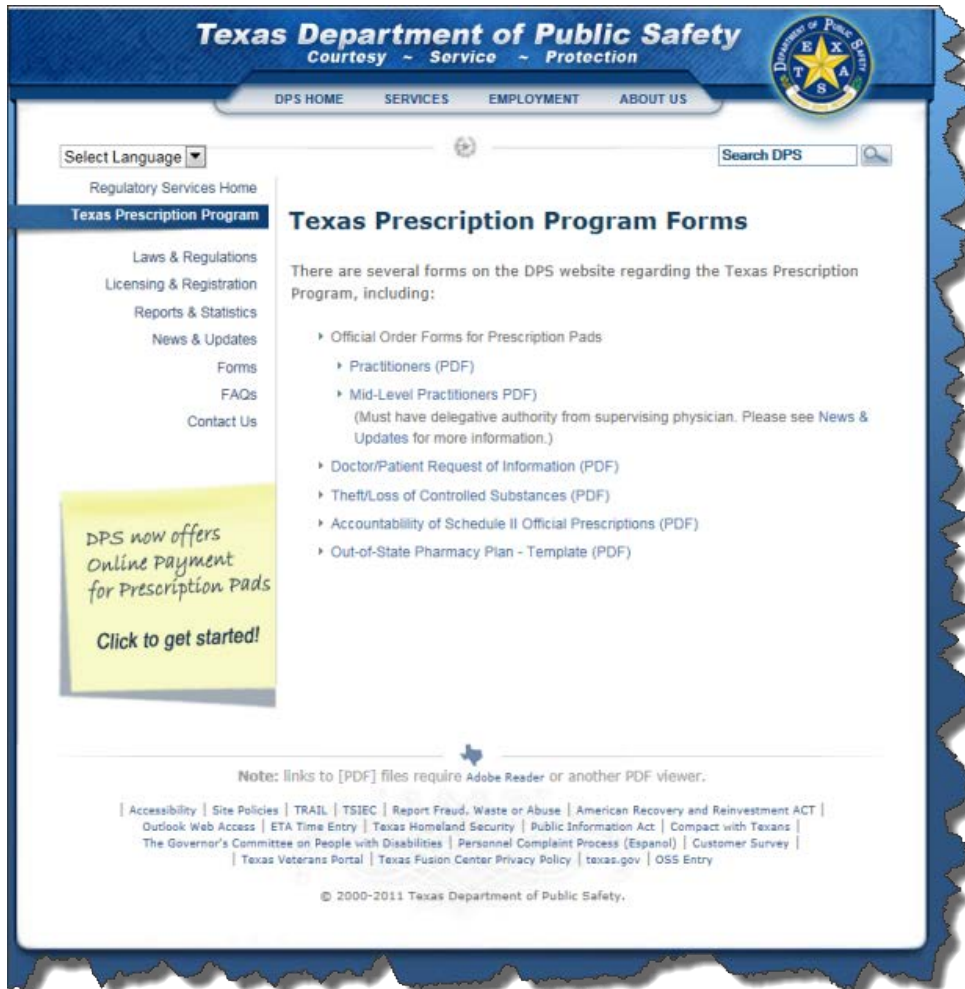 Texas Department of Public Safety
Courtesy ~ Service ~ Protection
DEPARTMENT OF PUBLIC SAFETY
TEXAS
DPS HOME SERVICES EMPLOYMENT ABOUT US
Select Language
Search DPS
Regulatory Services Home
Texas Prescription Program
Laws & Regulations
Licensing & Registration
Reports & Statistics
News & Updates
Forms
FAQs
Contact Us
DPS now offers
Online Payment
for Prescription Pads
Click to get started!
Texas Prescription Program Forms
There are several forms on the DPS website regarding the Texas Prescription
Program, including:
Official Order Forms for Prescription Pads
Practitioners (PDF)
Mid-Level Practitioners PDF)
(Must have delegative authority from supervising physician. Please see News &
Updates for more information.)
Doctor/Patient Request of Information (PDF)
Theft/Loss of Controlled Substances (PDF)
Accountablility of Schedule II Official Prescriptions (PDF)
Out-of-State Pharmacy Plan - Template (PDF)
Note: links to [PDF] files require Adobe Reader or another PDF viewer.
| Accessibility | Site Policies | TRAIL | TSIEC | Report Fraud, Waste or Abuse | American Recovery and Reinvestment ACT |
Outlook Web Access | ETA Time Entry | Texas Homeland Security | Public Information Act | Compact with Texans |
The Governor's Committee on People with Disabilities | Personnel Complaint Process (Espanol) | Customer Survey |
| Texas Veterans Portal | Texas Fusion Center Privacy Policy | texas.gov | OSS Entry
© 2000-2011 Texas Department of Public Safety.